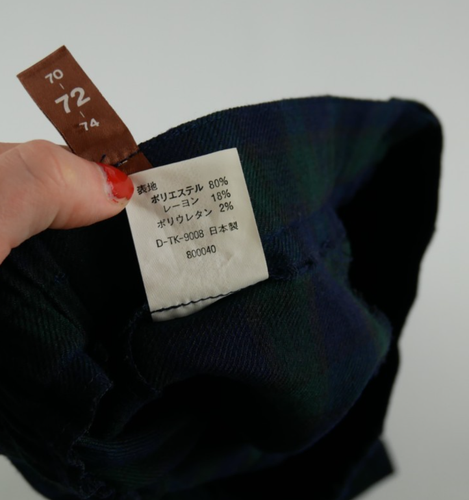 70
-
72
-
74
表地
ポリエステル 80%
レーヨン 18%
ポリウレタン 2%
D-TK-9008 日本製
800040